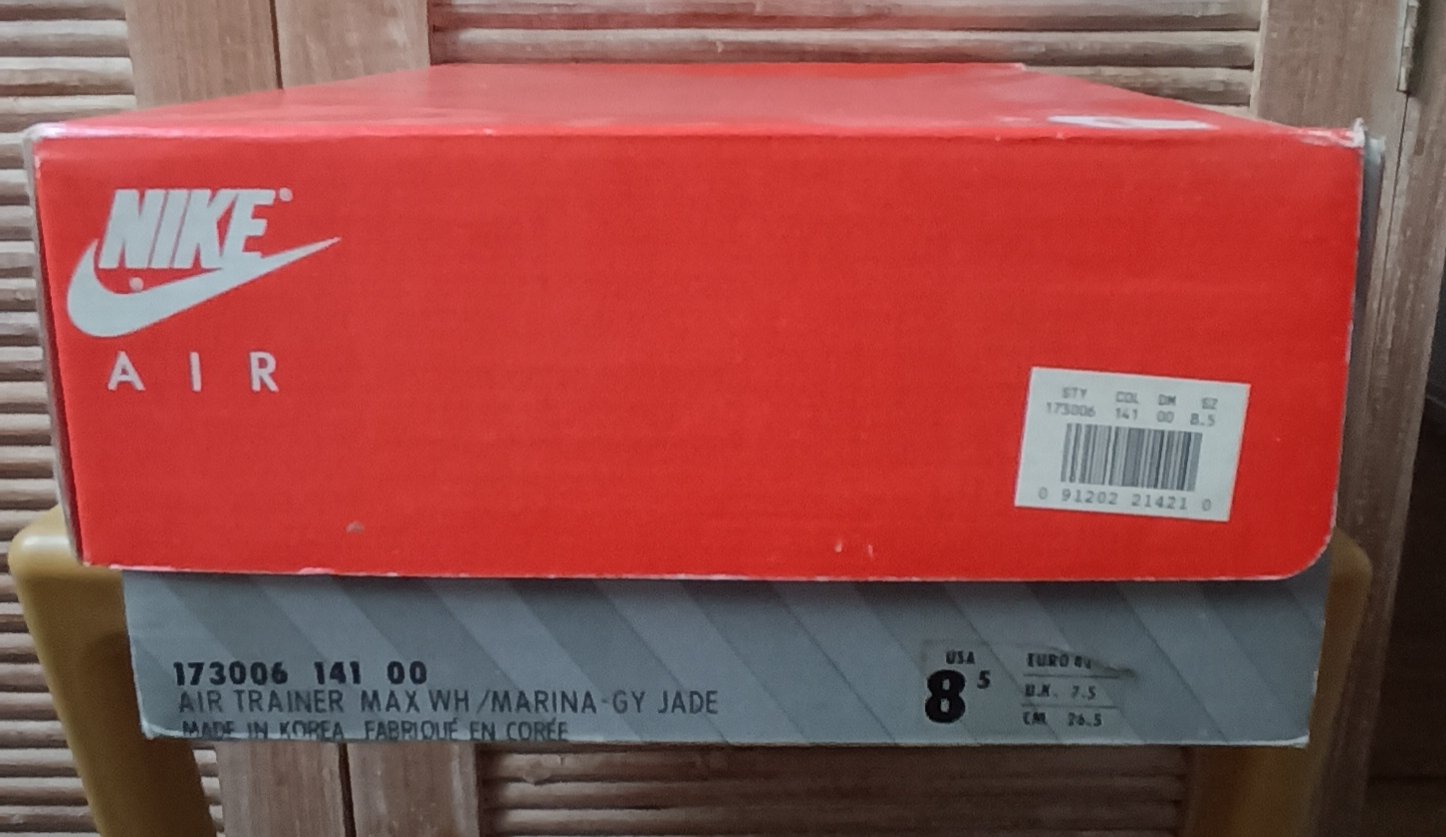 NIKE®
AIR
STY COL DM SZ
173006 141 00 8.5
0 91202 21421 0
173006 141 00
AIR TRAINER MAX WH/MARINA-GY JADE
MADE IN KOREA FABRIQUÉ EN CORÉE
USA
8 5
EURO
U.K. 7.5
CM. 26.5